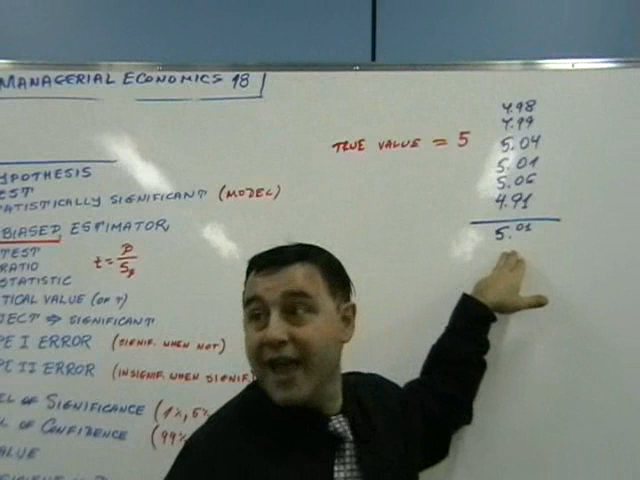 MANAGERIAL ECONOMICS 18
YPOTHESIS
EST
TATISTICALLY SIGNIFICANT (MODEL)
BIASED ESTIMATOR
TEST
RATIO
STATISTIC
t =
TICAL VALUE (OF T)
JECT ⇒ SIGNIFICANT
PE I ERROR (SIGNIF. WHEN NOT)
PE II ERROR (INSIGNIF. WHEN SIGNIF.
EL OF SIGNIFICANCE (1%, 5%
L OF CONFIDENCE (99%
ALUE
TRUE VALUE = 5
4.98
4.99
5.04
5.01
5.06
4.91
5.01